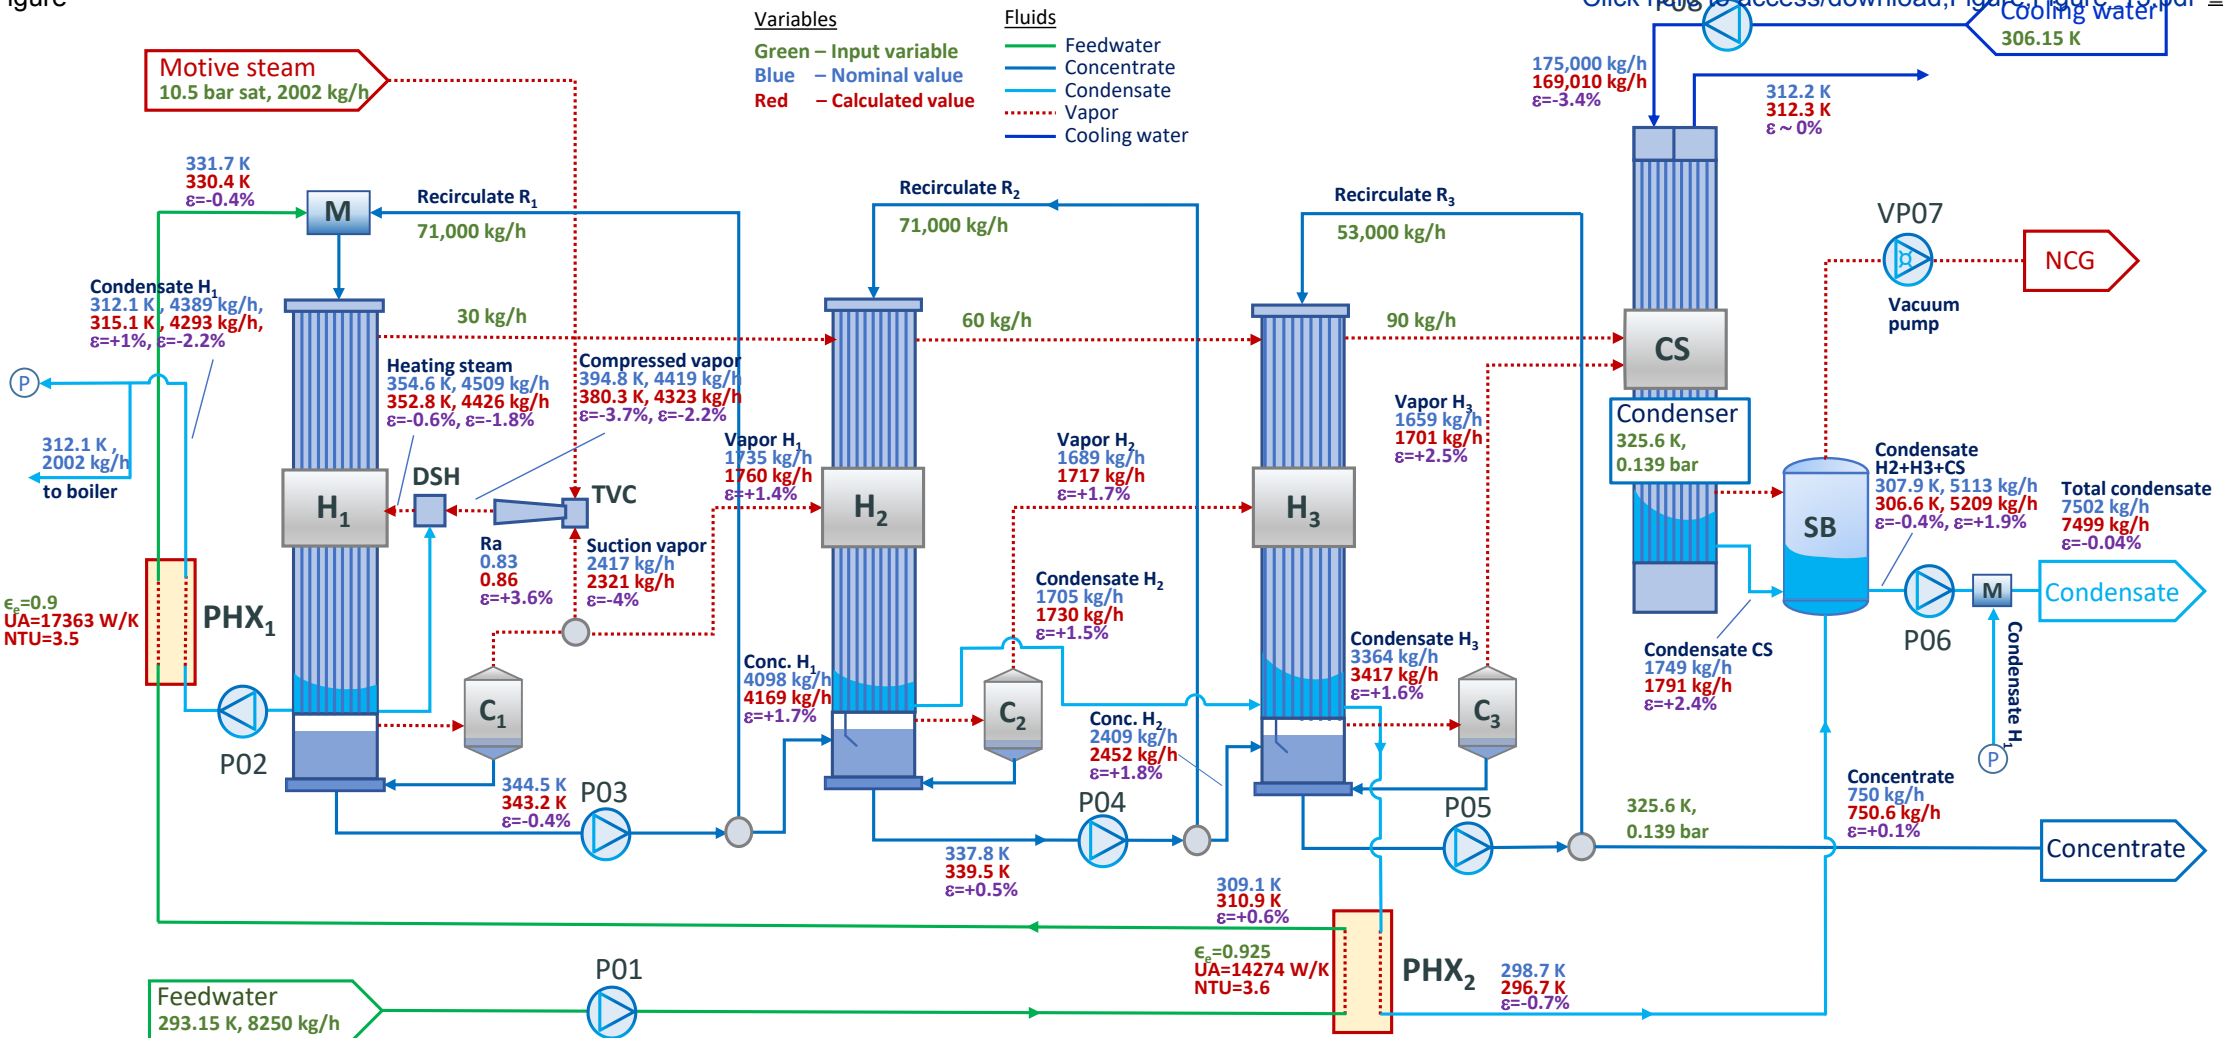 igure
Click here to access/download;Figure;Figure_13.pdf
Variables
Green – Input variable
Blue – Nominal value
Red – Calculated value
Fluids
Feedwater
Concentrate
Condensate
Vapor
Cooling water
P08
Cooling water
306.15 K
175,000 kg/h
169,010 kg/h
ε=-3.4%
312.2 K
312.3 K
ε ~ 0%
Motive steam
10.5 bar sat, 2002 kg/h
331.7 K
330.4 K
ε=-0.4%
M
Recirculate R1
71,000 kg/h
Recirculate R2
71,000 kg/h
Recirculate R3
53,000 kg/h
VP07
NCG
Vacuum
pump
Condensate H1
312.1 K, 4389 kg/h,
315.1 K, 4293 kg/h,
ε=+1%, ε=-2.2%
30 kg/h
60 kg/h
90 kg/h
CS
P
312.1 K,
2002 kg/h
to boiler
Heating steam
354.6 K, 4509 kg/h
352.8 K, 4426 kg/h
ε=-0.6%, ε=-1.8%
Compressed vapor
394.8 K, 4419 kg/h
380.3 K, 4323 kg/h
ε=-3.7%, ε=-2.2%
Vapor H1
1735 kg/h
1760 kg/h
ε=+1.4%
Vapor H2
1689 kg/h
1717 kg/h
ε=+1.7%
Vapor H3
1659 kg/h
1701 kg/h
ε=+2.5%
Condenser
325.6 K,
0.139 bar
Condensate
H2+H3+CS
307.9 K, 5113 kg/h
306.6 K, 5209 kg/h
ε=-0.4%, ε=+1.9%
Total condensate
7502 kg/h
7499 kg/h
ε=-0.04%
H1
DSH
TVC
H2
H3
SB
Ra
0.83
0.86
ε=+3.6%
Suction vapor
2417 kg/h
2321 kg/h
ε=-4%
Condensate H2
1705 kg/h
1730 kg/h
ε=+1.5%
P06
M
Condensate
Condensate H1
P
ϵe=0.9
UA=17363 W/K
NTU=3.5
PHX1
P02
C1
Conc. H1
4098 kg/h
4169 kg/h
ε=+1.7%
C2
Conc. H2
2409 kg/h
2452 kg/h
ε=+1.8%
Condensate H3
3364 kg/h
3417 kg/h
ε=+1.6%
C3
Condensate CS
1749 kg/h
1791 kg/h
ε=+2.4%
344.5 K
343.2 K
ε=-0.4%
P03
P04
P05
325.6 K,
0.139 bar
Concentrate
750 kg/h
750.6 kg/h
ε=+0.1%
Concentrate
337.8 K
339.5 K
ε=+0.5%
309.1 K
310.9 K
ε=+0.6%
ϵe=0.925
UA=14274 W/K
NTU=3.6
PHX2
298.7 K
296.7 K
ε=-0.7%
Feedwater
293.15 K, 8250 kg/h
P01